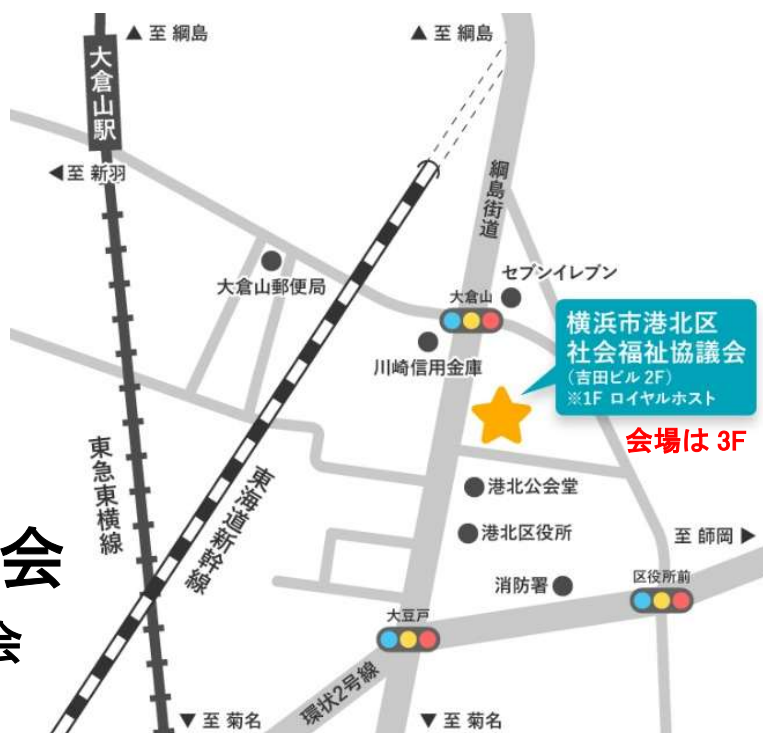 ▲ 至 綱島
▲ 至 綱島
大倉山駅
◀至 新羽
綱島街道
大倉山郵便局
セブンイレブン
大倉山
川崎信用金庫
横浜市港北区
社会福祉協議会
(吉田ビル 2F)
※1F ロイヤルホスト
会場は 3F
東急東横線
東海道新幹線
港北公会堂
港北区役所
至 師岡 ▶
消防署
区役所前
大豆戸
環状2号線
会
会
▼ 至 菊名
▼ 至 菊名